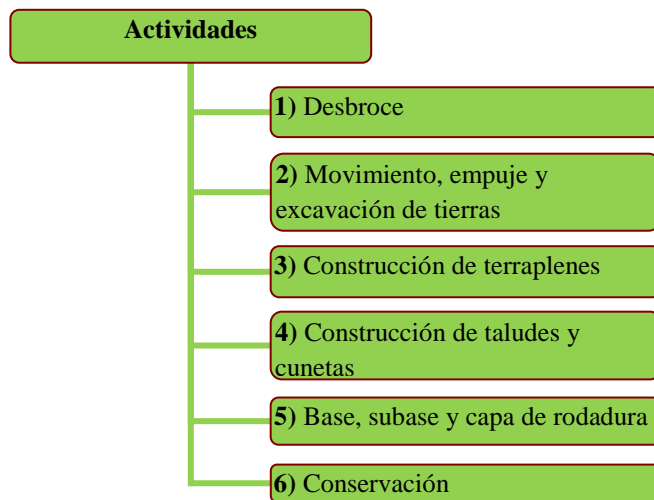 Actividades
1) Desbroce
2) Movimiento, empuje y
excavación de tierras
3) Construcción de terraplenes
4) Construcción de taludes y
cunetas
5) Base, subase y capa de rodadura
6) Conservación